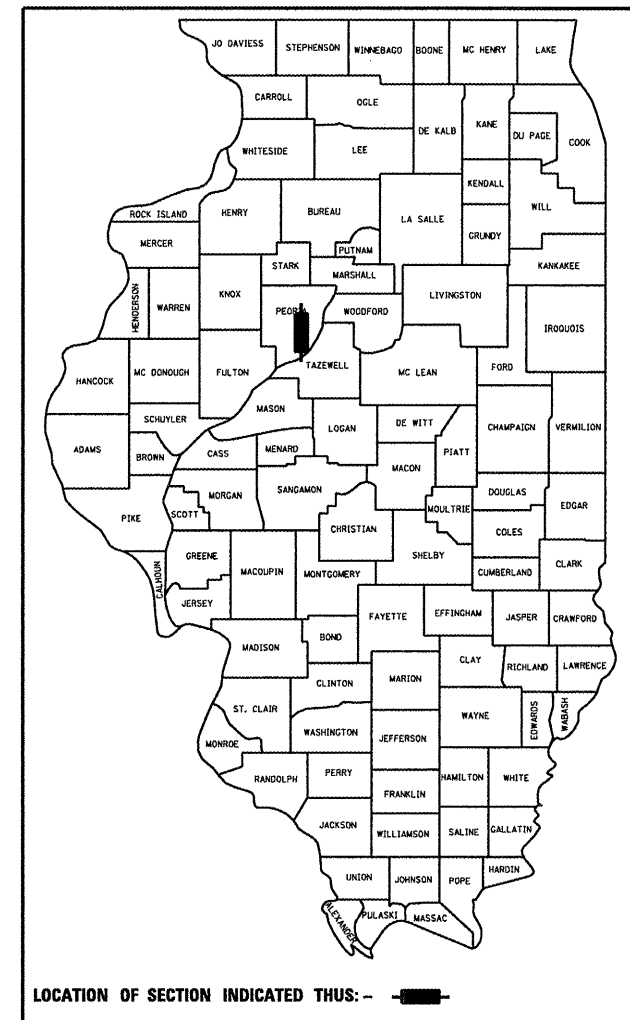 JO DAVIESS STEPHENSON WINNEBAGO BOONE MC HENRY LAKE
CARROLL OGLE DE KALB KANE DU PAGE COOK
WHITESIDE LEE KENDALL WILL
ROCK ISLAND HENRY BUREAU LA SALLE GRUNDY
MERCER STARK PUTNAM MARSHALL KANKAKEE
HENDERSON WARREN KNOX PEORIA WOODFORD LIVINGSTON IROQUOIS
HANCOCK MC DONOUGH FULTON TAZEWELL MC LEAN FORD
SCHUYLER MASON LOGAN DE WITT CHAMPAIGN VERMILION
ADAMS BROWN CASS MENARD MACON PIATT
PIKE SCOTT MORGAN SANGAMON CHRISTIAN MOULTRIE DOUGLAS EDGAR
COLES
CALHOUN GREENE MACOUPIN MONTGOMERY SHELBY CUMBERLAND CLARK
JERSEY FAYETTE EFFINGHAM JASPER CRAWFORD
MADISON BOND CLAY RICHLAND LAWRENCE
ST. CLAIR CLINTON MARION WAYNE EDWARDS WABASH
MONROE WASHINGTON JEFFERSON
RANDOLPH PERRY FRANKLIN HAMILTON WHITE
JACKSON WILLIAMSON SALINE GALLATIN
UNION JOHNSON POPE HARDIN
ALEXANDER PULASKI MASSAC
LOCATION OF SECTION INDICATED THUS: -